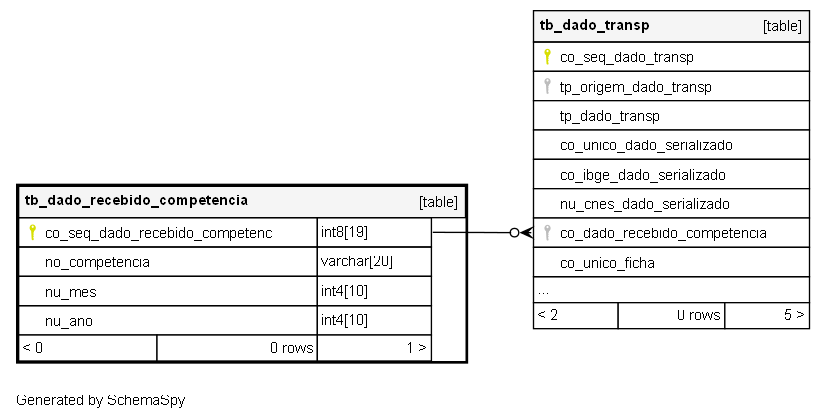 tb_dado_transp [table]
co_seq_dado_transp
tp_origem_dado_transp
tp_dado_transp
co_unico_dado_serializado
co_ibge_dado_serializado
nu_cnes_dado_serializado
co_dado_recebido_competencia
co_unico_ficha
...
< 2 0 rows 5 >
tb_dado_recebido_competencia [table]
co_seq_dado_recebido_competenc int8[19]
no_competencia varchar[20]
nu_mes int4[10]
nu_ano int4[10]
< 0 0 rows 1 >
Generated by SchemaSpy